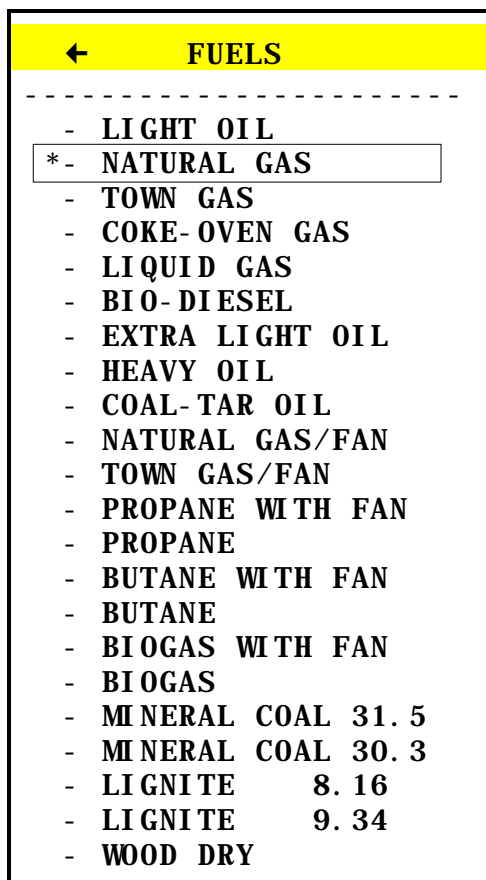 ← FUELS
- - - - - - - - - - - - - - - - - - - - - - -
- LIGHT OIL
*- NATURAL GAS
- TOWN GAS
- COKE-OVEN GAS
- LIQUID GAS
- BIO-DIESEL
- EXTRA LIGHT OIL
- HEAVY OIL
- COAL-TAR OIL
- NATURAL GAS/FAN
- TOWN GAS/FAN
- PROPANE WITH FAN
- PROPANE
- BUTANE WITH FAN
- BUTANE
- BIOGAS WITH FAN
- BIOGAS
- MINERAL COAL 31.5
- MINERAL COAL 30.3
- LIGNITE 8.16
- LIGNITE 9.34
- WOOD DRY